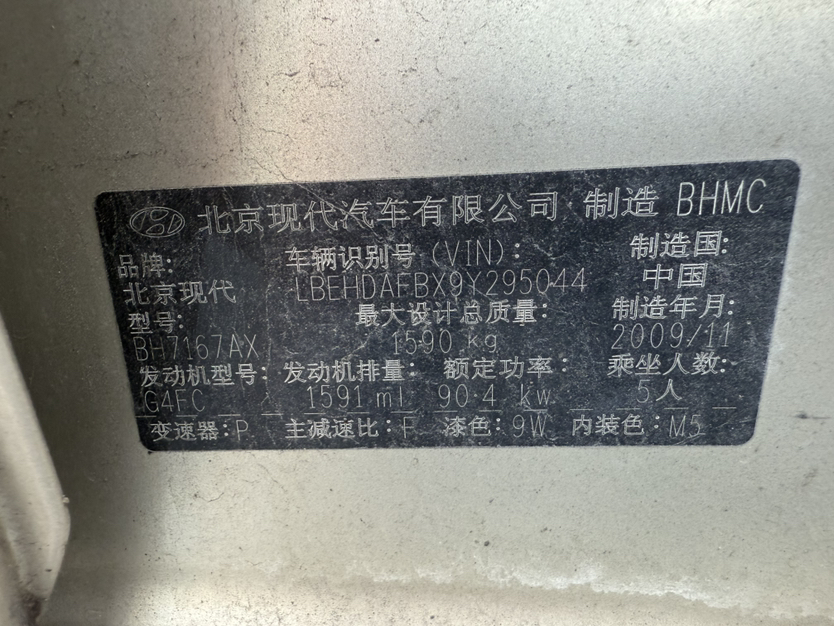 北京现代汽车有限公司 制造 BHMC
品牌: 车辆识别号 (VIN): 制造国:
北京现代 LBEHDAFBX9Y295044 中国
型号: 最大设计总质量: 制造年月:
BH7167AX 1590 kg 2009/11
发动机型号: 发动机排量: 额定功率: 乘坐人数:
G4FC 1591 ml 90.4 kw 5人
变速器:P 主减速比:F 漆色:9W 内装色:M5